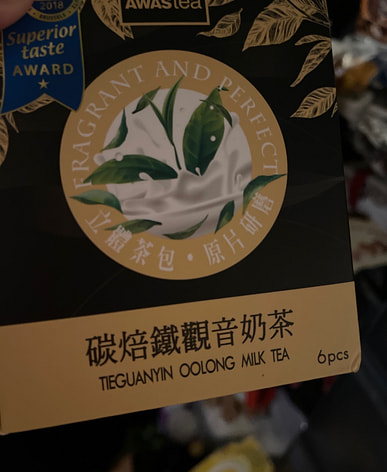 2018
AWAStea
Superior
taste
AWARD
FRAGRANT AND PERFECT
立體茶包・原片研磨
碳焙鐵觀音奶茶
TIEGUANYIN OOLONG MILK TEA
6pcs